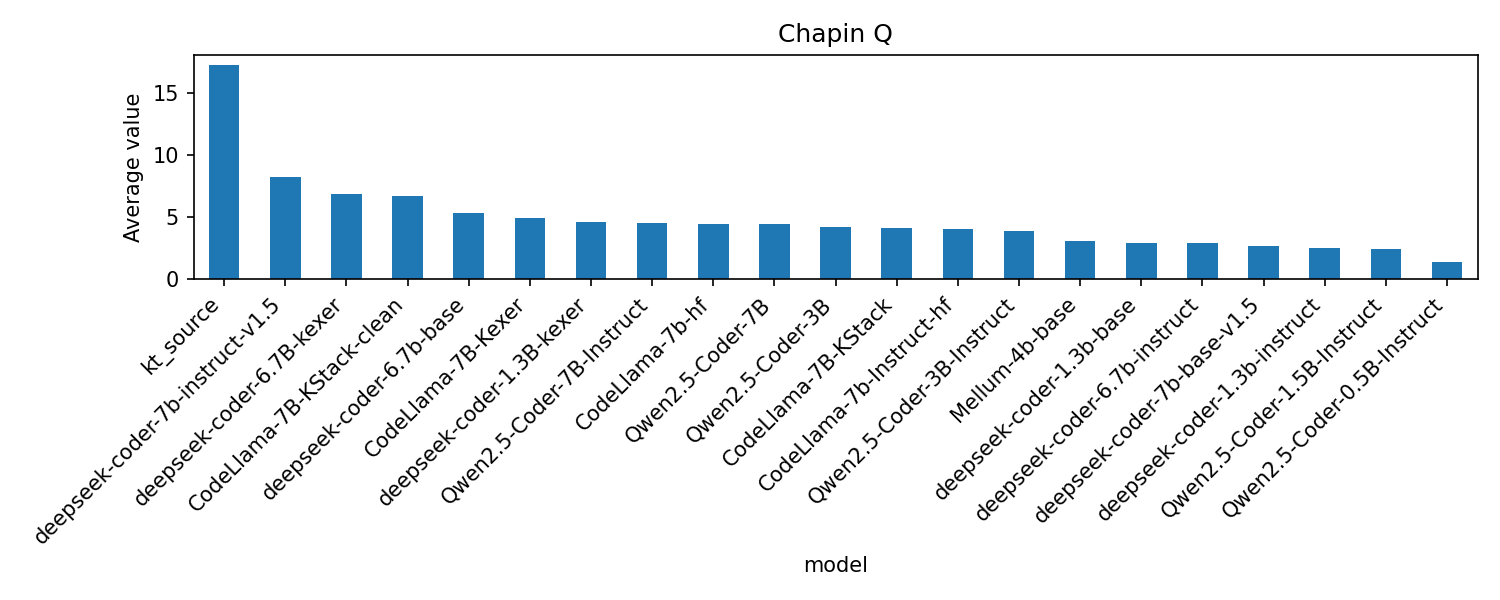 Chapin Q
Average value
15
10
5
0
kt_source
deepseek-coder-7b-instruct-v1.5
deepseek-coder-6.7B-kexer
CodeLlama-7B-KStack-clean
deepseek-coder-6.7b-base
CodeLlama-7B-Kexer
deepseek-coder-1.3B-kexer
Qwen2.5-Coder-7B-Instruct
CodeLlama-7b-hf
Qwen2.5-Coder-7B
Qwen2.5-Coder-3B
CodeLlama-7B-KStack
CodeLlama-7b-Instruct-hf
Qwen2.5-Coder-3B-Instruct
Mellum-4b-base
deepseek-coder-1.3b-base
deepseek-coder-6.7b-instruct
deepseek-coder-7b-base-v1.5
deepseek-coder-1.3b-instruct
Qwen2.5-Coder-1.5B-Instruct
Qwen2.5-Coder-0.5B-Instruct
model